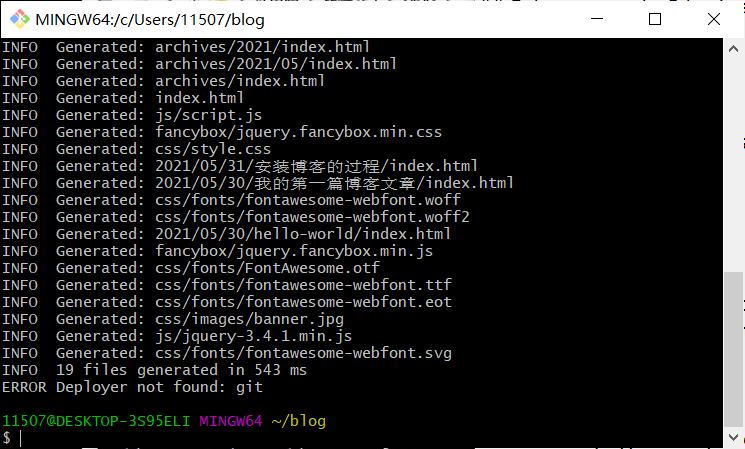 MINGW64:/c/Users/11507/blog
INFO  Generated: archives/2021/index.html
INFO  Generated: archives/2021/05/index.html
INFO  Generated: archives/index.html
INFO  Generated: index.html
INFO  Generated: js/script.js
INFO  Generated: fancybox/jquery.fancybox.min.css
INFO  Generated: css/style.css
INFO  Generated: 2021/05/31/安装博客的过程/index.html
INFO  Generated: 2021/05/30/我的第一篇博客文章/index.html
INFO  Generated: css/fonts/fontawesome-webfont.woff
INFO  Generated: css/fonts/fontawesome-webfont.woff2
INFO  Generated: 2021/05/30/hello-world/index.html
INFO  Generated: fancybox/jquery.fancybox.min.js
INFO  Generated: css/fonts/FontAwesome.otf
INFO  Generated: css/fonts/fontawesome-webfont.ttf
INFO  Generated: css/fonts/fontawesome-webfont.eot
INFO  Generated: css/images/banner.jpg
INFO  Generated: js/jquery-3.4.1.min.js
INFO  Generated: css/fonts/fontawesome-webfont.svg
INFO  19 files generated in 543 ms
ERROR Deployer not found: git
11507@DESKTOP-3S95ELI MINGW64 ~/blog
$